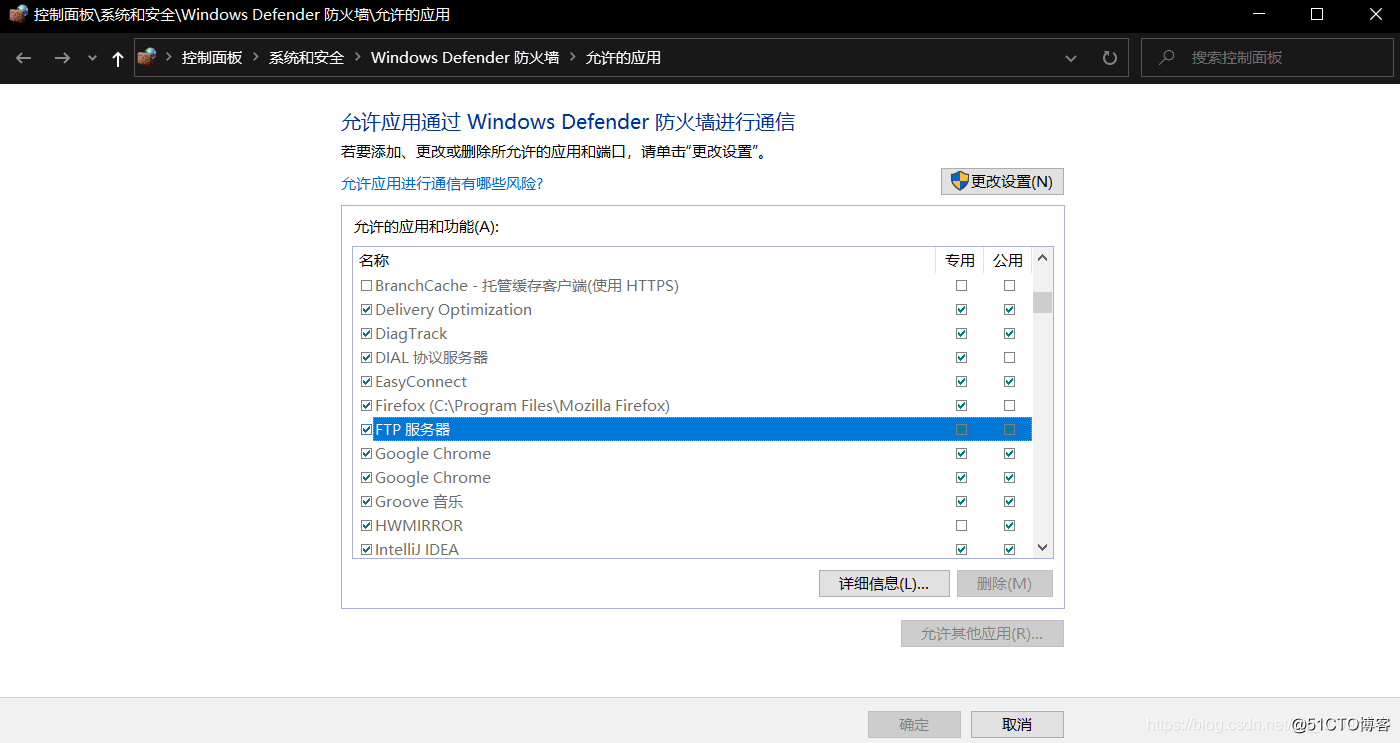 控制面板\系统和安全\Windows Defender 防火墙\允许的应用
控制面板 › 系统和安全 › Windows Defender 防火墙 › 允许的应用
搜索控制面板
允许应用通过 Windows Defender 防火墙进行通信
若要添加、更改或删除所允许的应用和端口，请单击“更改设置”。
允许应用进行通信有哪些风险?
更改设置(N)
允许的应用和功能(A):
名称 专用 公用
BranchCache - 托管缓存客户端(使用 HTTPS)
Delivery Optimization
DiagTrack
DIAL 协议服务器
EasyConnect
Firefox (C:\Program Files\Mozilla Firefox)
FTP 服务器
Google Chrome
Google Chrome
Groove 音乐
HWMIRROR
IntelliJ IDEA
详细信息(L)... 删除(M)
允许其他应用(R)...
确定 取消
https://blog.csdn.net
@51CTO博客